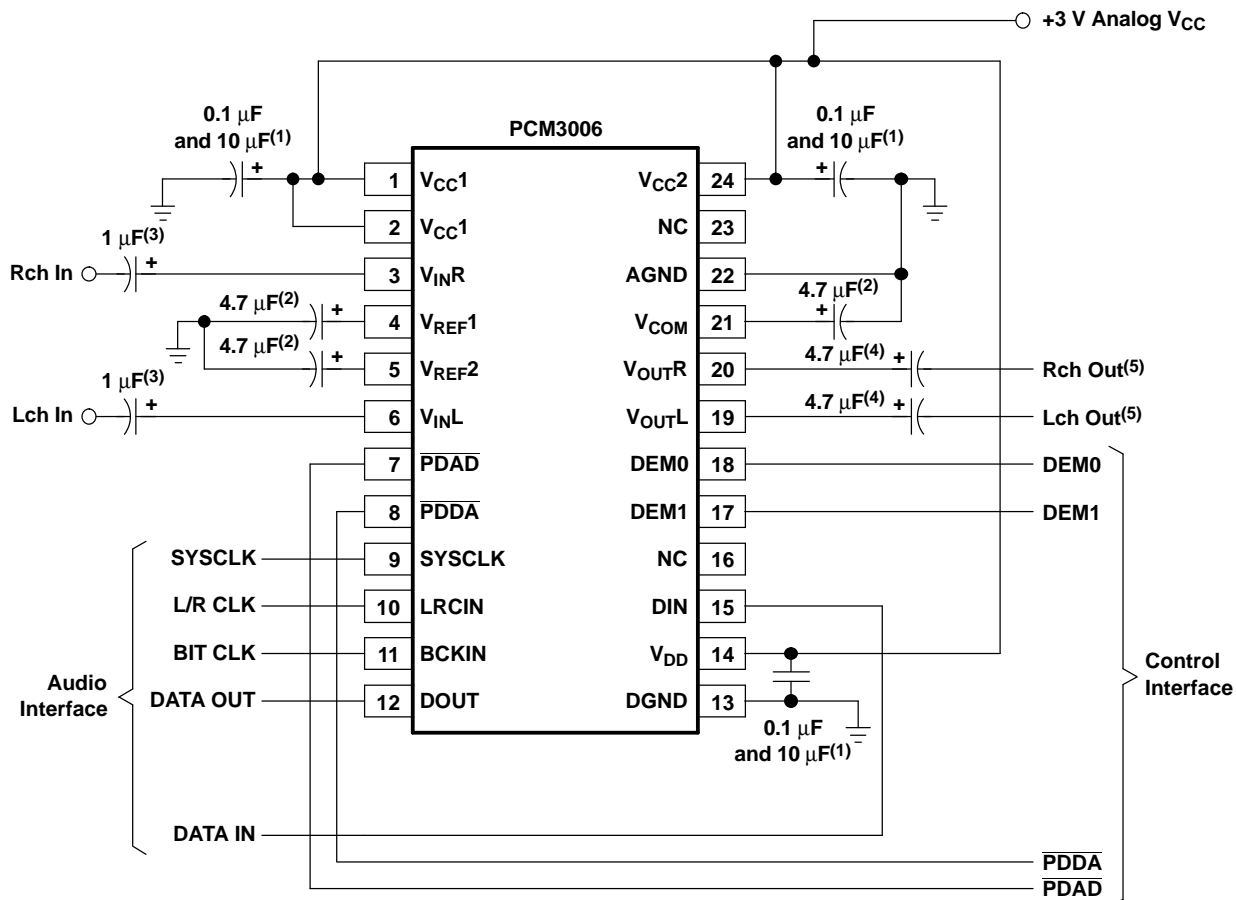 +3 V Analog VCC
0.1 μF
and 10 μF(1)
PCM3006
0.1 μF
and 10 μF(1)
1 VCC1
VCC2 24
2 VCC1
NC 23
1 μF(3)
Rch In
3 VINR
AGND 22
4.7 μF(2)
4 VREF1
4.7 μF(2)
VCOM 21
4.7 μF(2)
5 VREF2
VOUTR 20
4.7 μF(4)
Rch Out(5)
1 μF(3)
Lch In
6 VINL
VOUTL 19
4.7 μF(4)
Lch Out(5)
7 P̅D̅A̅D̅
DEM0 18
DEM0
8 P̅D̅D̅A̅
DEM1 17
DEM1
SYSCLK
9 SYSCLK
NC 16
L/R CLK
10 LRCIN
DIN 15
BIT CLK
11 BCKIN
VDD 14
DATA OUT
12 DOUT
DGND 13
0.1 μF
and 10 μF(1)
Audio
Interface
Control
Interface
DATA IN
P̅D̅D̅A̅
P̅D̅A̅D̅
+
+
+
+
+
+
+
+
+